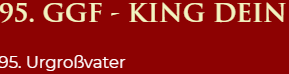 95. GGF - KING DEIN
95. Urgroßvater